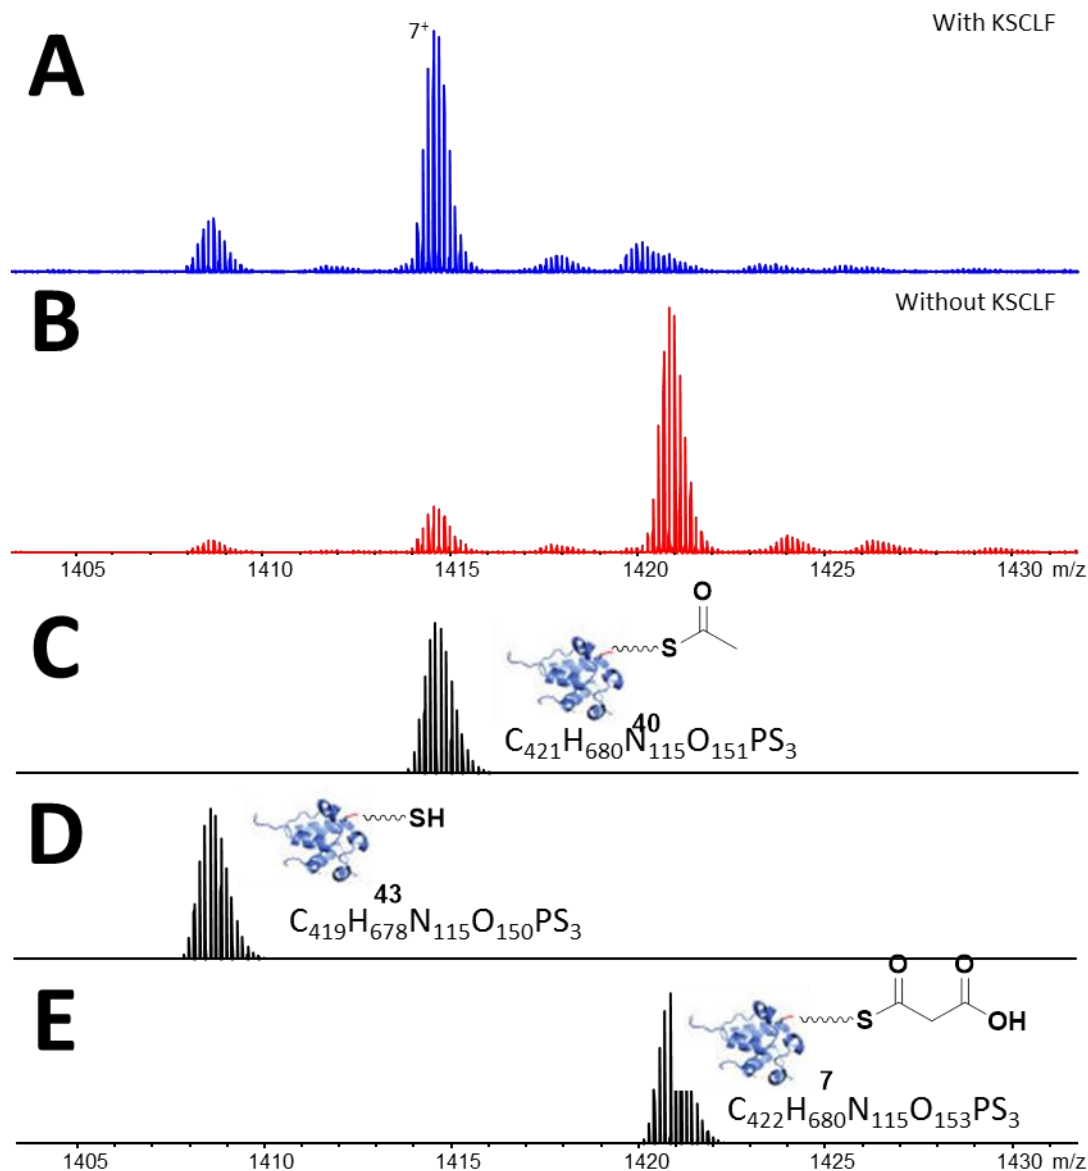 A
7⁺
With KSCLF
B
Without KSCLF
1405 1410 1415 1420 1425 1430 m/z
C
O
S
40
C₄₂₁H₆₈₀N₁₁₅O₁₅₁PS₃
D
SH
43
C₄₁₉H₆₇₈N₁₁₅O₁₅₀PS₃
E
O O
S
OH
7
C₄₂₂H₆₈₀N₁₁₅O₁₅₃PS₃
1405 1410 1415 1420 1425 1430 m/z